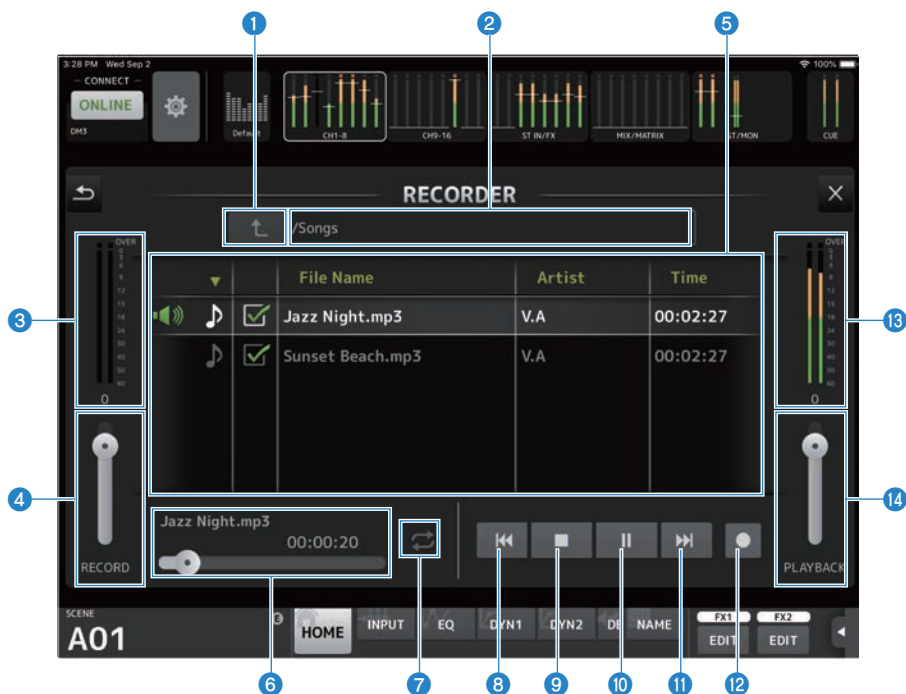 1 2 5
3:28 PM Wed Sep 2 100%
CONNECT
ONLINE
DM3
Default CH1-8 CH9-16 ST IN/FX MIX/MATRIX ST/MON CUE
RECORDER
/Songs
OVER OVER
File Name Artist Time
Jazz Night.mp3 V.A 00:02:27
3 13
Sunset Beach.mp3 V.A 00:02:27
0 0
4 14
Jazz Night.mp3
00:00:20
RECORD PLAYBACK
SCENE
A01
HOME INPUT EQ DYN1 DYN2 DE NAME
FX1 FX2
EDIT EDIT
6 7 8 9 10 11 12